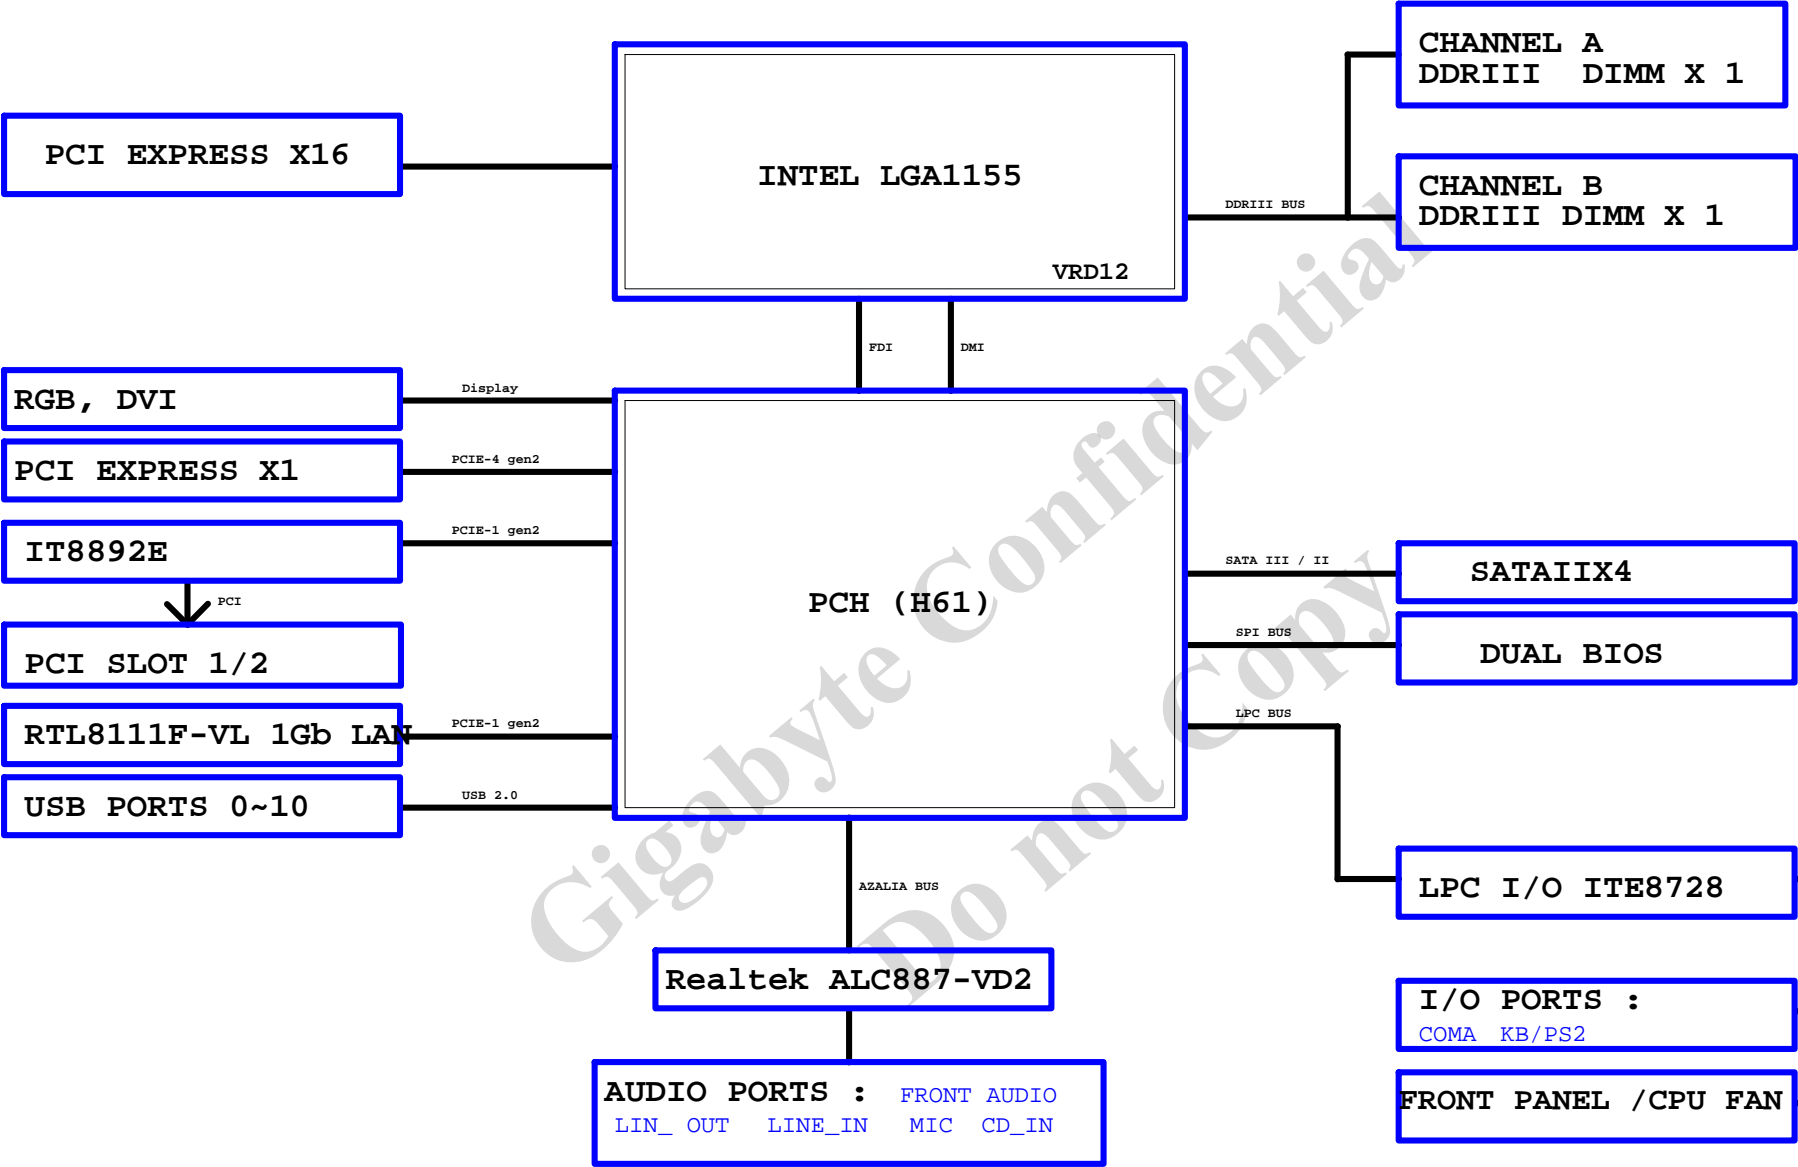 CHANNEL A
DDRIII DIMM X 1
PCI EXPRESS X16
INTEL LGA1155
VRD12
DDRIII BUS
CHANNEL B
DDRIII DIMM X 1
FDI
DMI
RGB, DVI
Display
PCI EXPRESS X1
PCIE-4 gen2
IT8892E
PCIE-1 gen2
PCI
PCI SLOT 1/2
RTL8111F-VL 1Gb LAN
PCIE-1 gen2
USB PORTS 0~10
USB 2.0
PCH (H61)
SATA III / II
SATAIIX4
SPI BUS
DUAL BIOS
LPC BUS
LPC I/O ITE8728
AZALIA BUS
Realtek ALC887-VD2
I/O PORTS :
COMA KB/PS2
AUDIO PORTS : FRONT AUDIO
LIN_ OUT LINE_IN MIC CD_IN
FRONT PANEL /CPU FAN
Gigabyte Confidential
Do not Copy